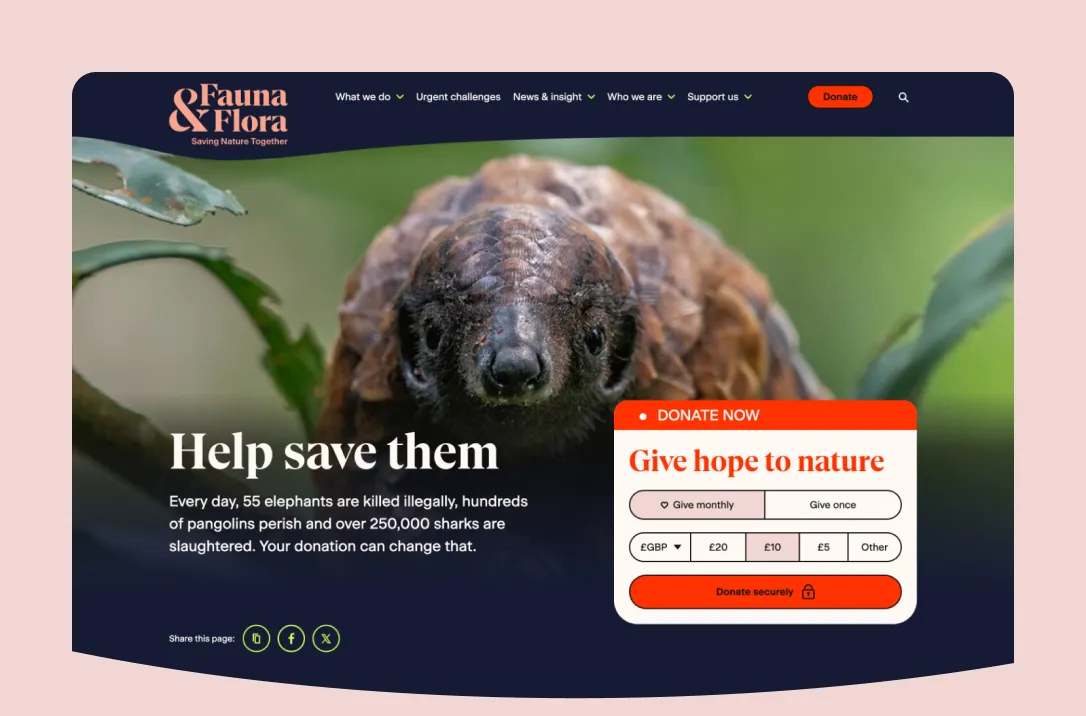 &Fauna
Flora
Saving Nature Together
What we do
Urgent challenges
News & insight
Who we are
Support us
Donate
Help save them
Every day, 55 elephants are killed illegally, hundreds
of pangolins perish and over 250,000 sharks are
slaughtered. Your donation can change that.
Share this page:
DONATE NOW
Give hope to nature
Give monthly
Give once
£GBP
£20
£10
£5
Other
Donate securely